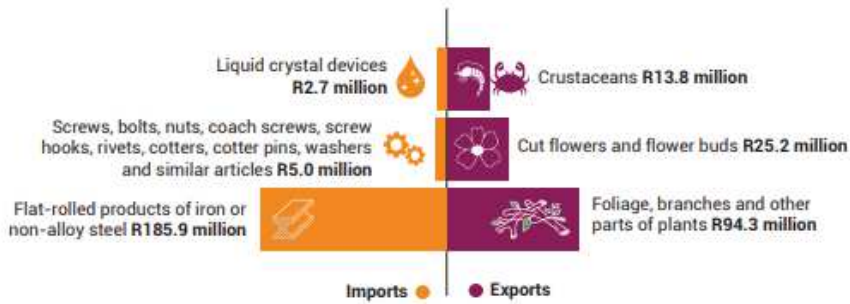 Liquid crystal devices
R2.7 million
Crustaceans R13.8 million
Screws, bolts, nuts, coach screws, screw
hooks, rivets, cotters, cotter pins, washers
and similar articles R5.0 million
Cut flowers and flower buds R25.2 million
Flat-rolled products of iron or
non-alloy steel R185.9 million
Foliage, branches and other
parts of plants R94.3 million
Imports
Exports